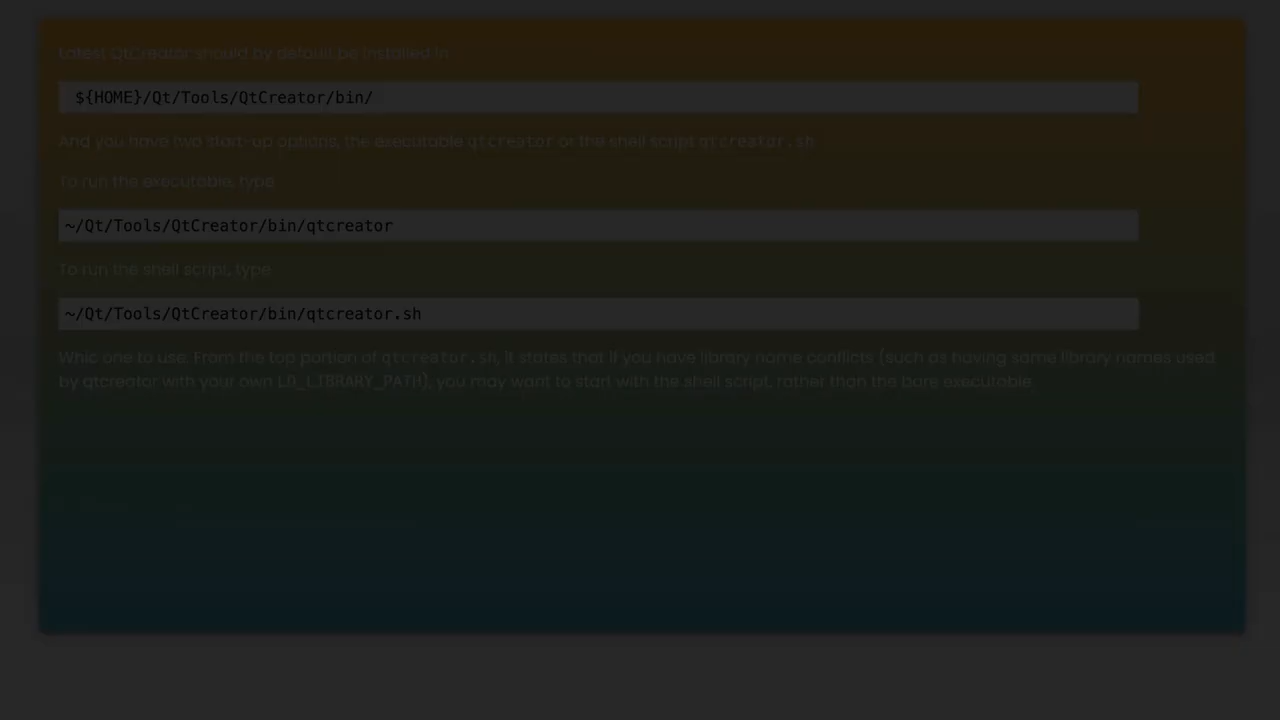 Latest QtCreator should by default be installed in
${HOME}/Qt/Tools/QtCreator/bin/
And you have two start-up options, the executable qtcreator or the shell script qtcreator.sh
To run the executable, type
~/Qt/Tools/QtCreator/bin/qtcreator
To run the shell script, type
~/Qt/Tools/QtCreator/bin/qtcreator.sh
Whic one to use: From the top portion of qtcreator.sh, it states that if you have library name conflicts (such as having same library names used
by qtcreator with your own LD_LIBRARY_PATH), you may want to start with the shell script, rather than the bare executable.